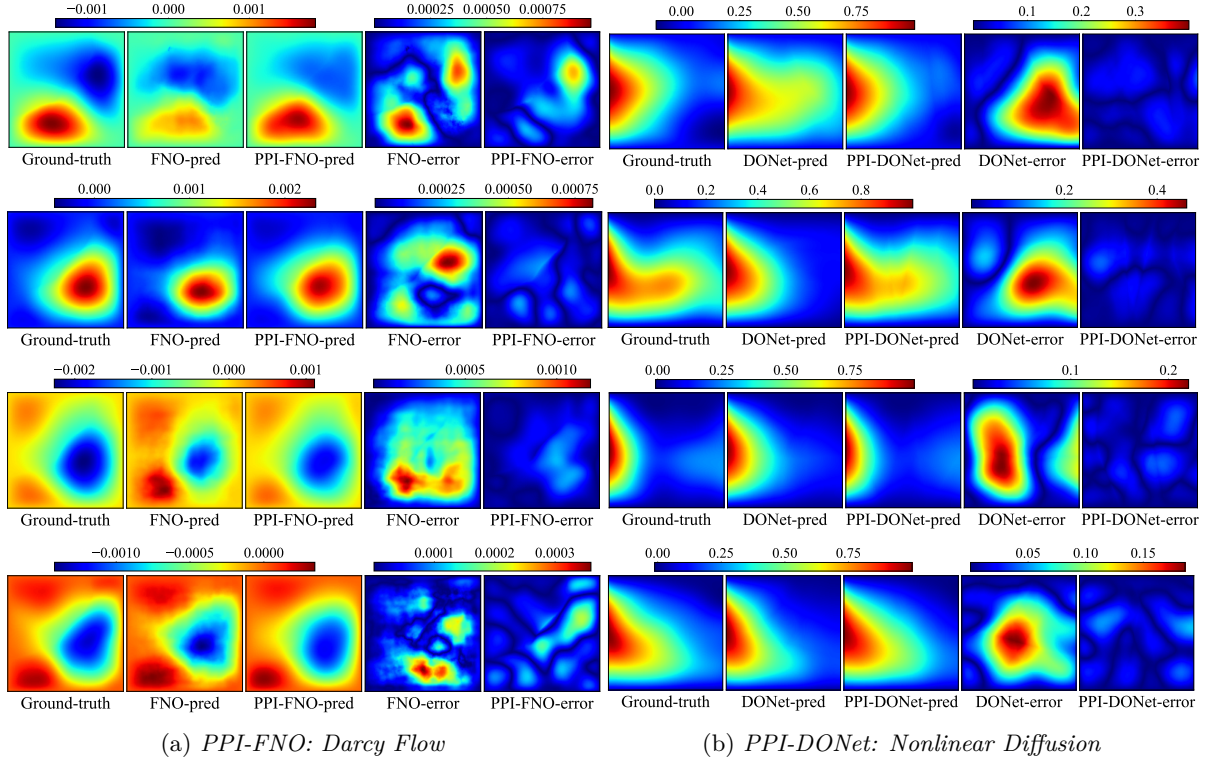 −0.001 0.000 0.001 0.00025 0.00050 0.00075 0.00 0.25 0.50 0.75 0.1 0.2 0.3
Ground-truth FNO-pred PPI-FNO-pred FNO-error PPI-FNO-error Ground-truth DONet-pred PPI-DONet-pred DONet-error PPI-DONet-error
0.000 0.001 0.002 0.00025 0.00050 0.00075 0.0 0.2 0.4 0.6 0.8 0.2 0.4
Ground-truth FNO-pred PPI-FNO-pred FNO-error PPI-FNO-error Ground-truth DONet-pred PPI-DONet-pred DONet-error PPI-DONet-error
−0.002 −0.001 0.000 0.001 0.0005 0.0010 0.00 0.25 0.50 0.75 0.1 0.2
Ground-truth FNO-pred PPI-FNO-pred FNO-error PPI-FNO-error Ground-truth DONet-pred PPI-DONet-pred DONet-error PPI-DONet-error
−0.0010 −0.0005 0.0000 0.0001 0.0002 0.0003 0.00 0.25 0.50 0.75 0.05 0.10 0.15
Ground-truth FNO-pred PPI-FNO-pred FNO-error PPI-FNO-error Ground-truth DONet-pred PPI-DONet-pred DONet-error PPI-DONet-error
(a) PPI-FNO: Darcy Flow (b) PPI-DONet: Nonlinear Diffusion